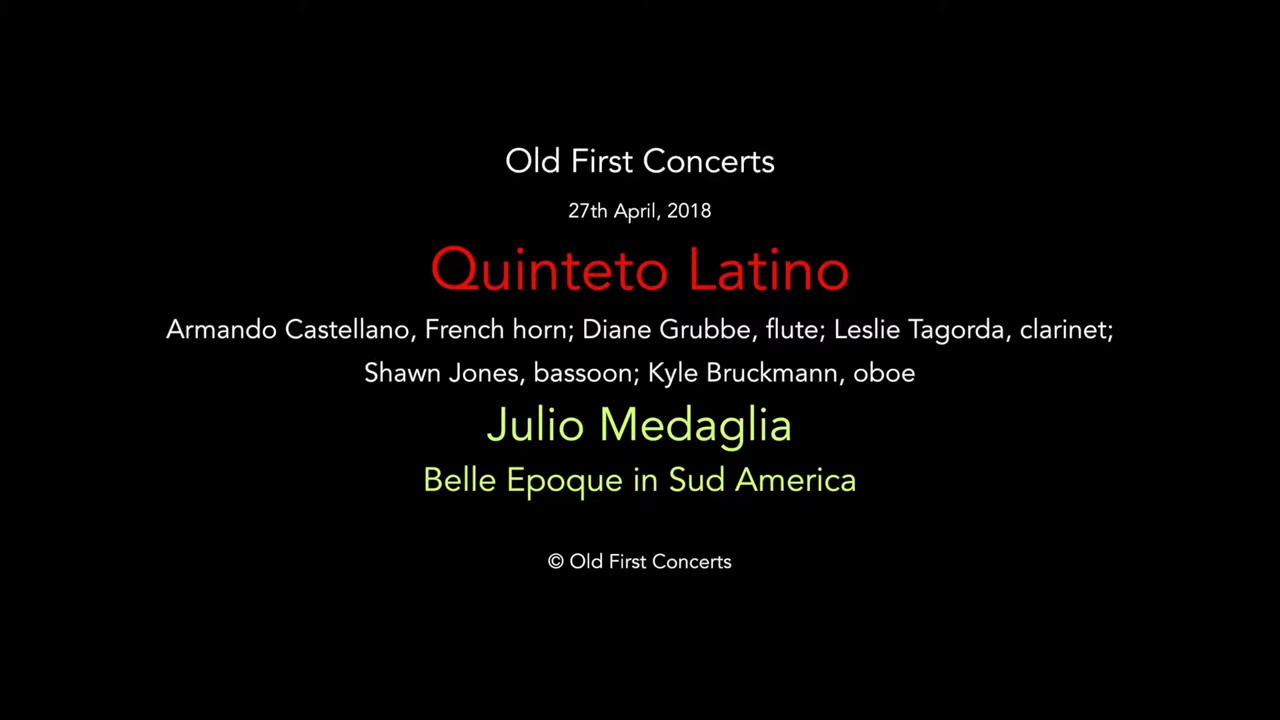 Old First Concerts
27th April, 2018
Quinteto Latino
Armando Castellano, French horn; Diane Grubbe, flute; Leslie Tagorda, clarinet;
Shawn Jones, bassoon; Kyle Bruckmann, oboe
Julio Medaglia
Belle Epoque in Sud America
© Old First Concerts